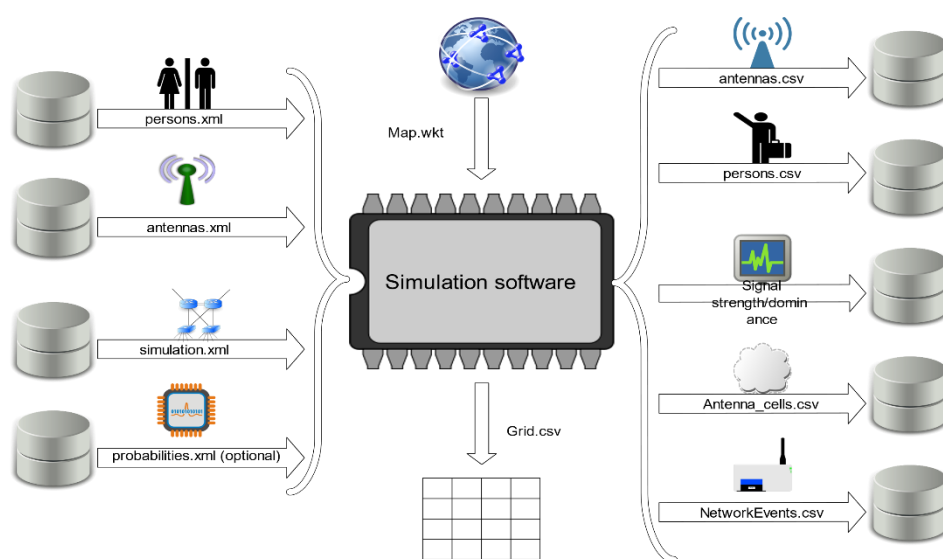 persons.xml
antennas.xml
simulation.xml
probabilities.xml (optional)
Map.wkt
Simulation software
Grid.csv
antennas.csv
persons.csv
Signal
strength/domin
ance
Antenna_cells.csv
NetworkEvents.csv